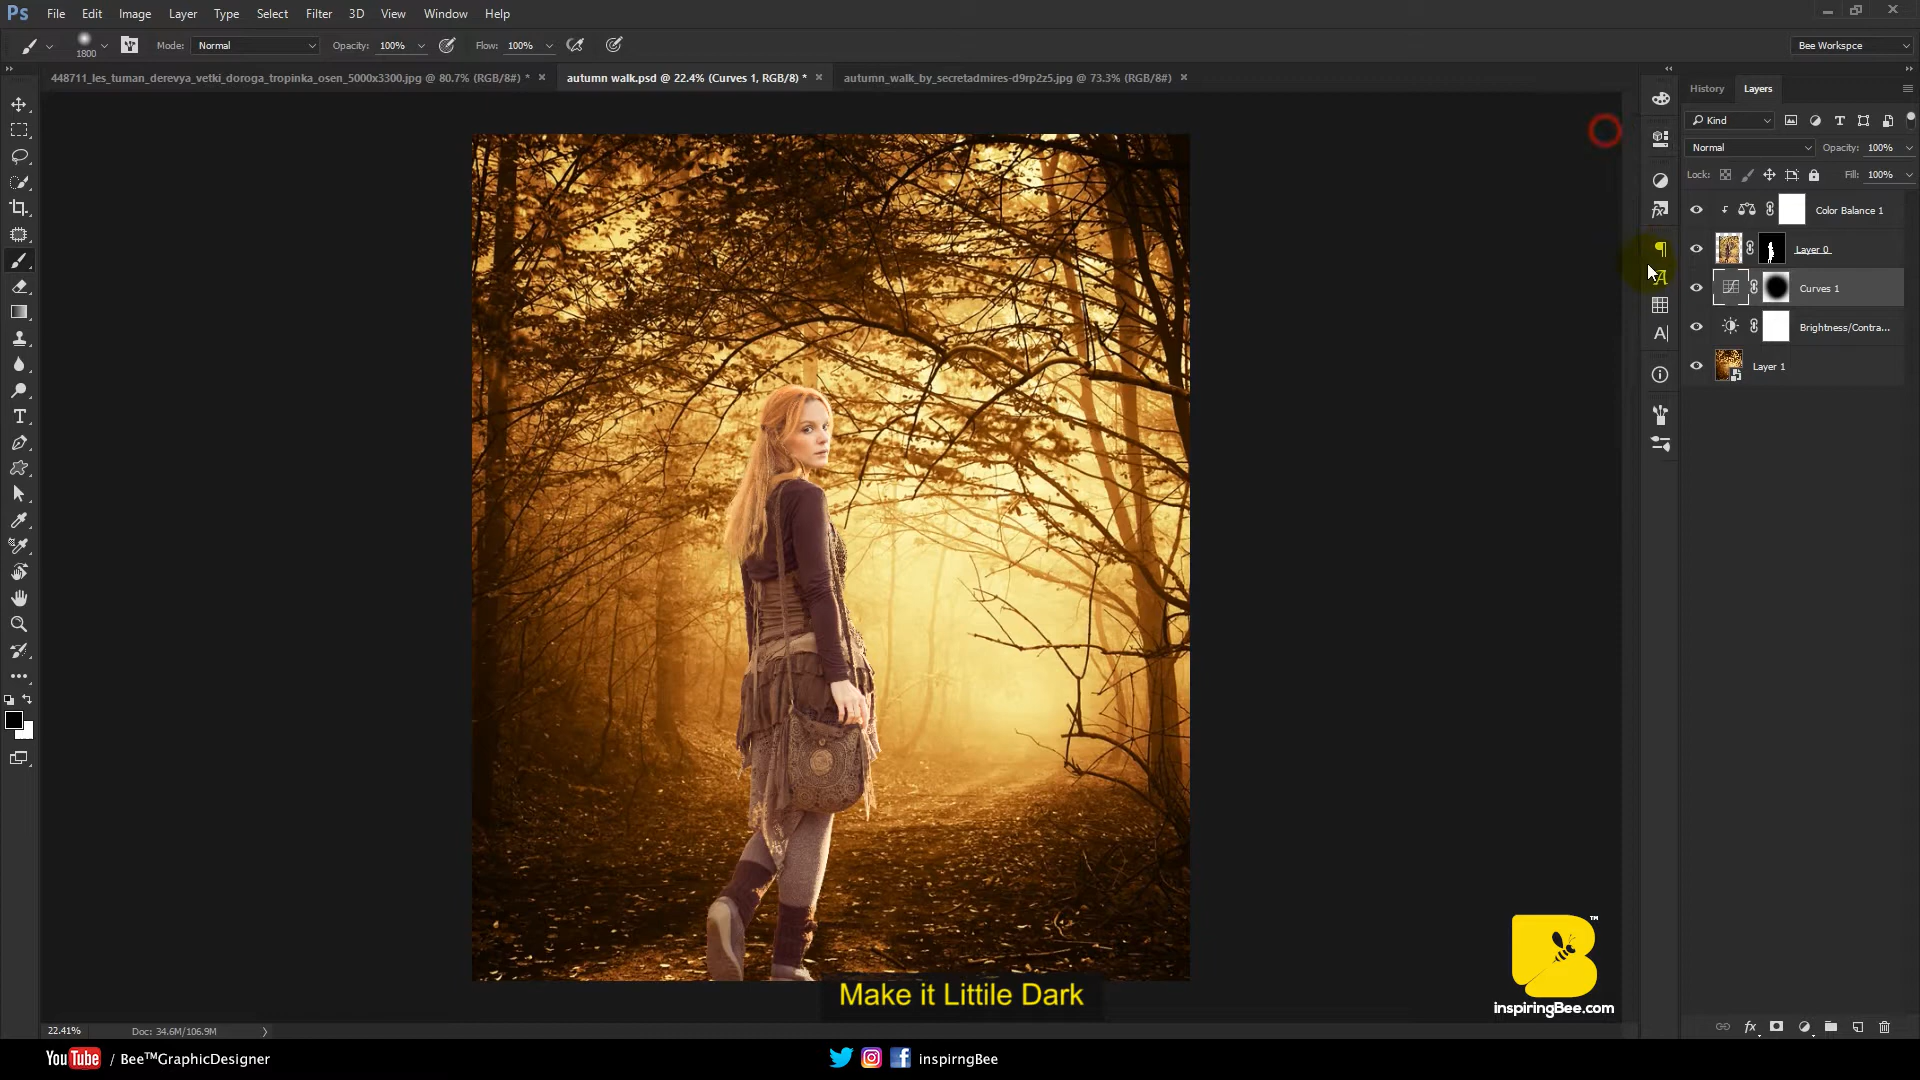 Ps File Edit Image Layer Type Select Filter 3D View Window Help
1800 Mode: Normal Opacity: 100% Flow: 100% Bee Workspce
448711_les_tuman_derevya_vetki_doroga_tropinka_osen_5000x3300.jpg @ 80.7% (RGB/8#) * autumn walk.psd @ 22.4% (Curves 1, RGB/8) * autumn_walk_by_secretadmires-d9rp2z5.jpg @ 73.3% (RGB/8#)
History Layers
Kind
Normal Opacity: 100%
Lock: Fill: 100%
Color Balance 1
Layer 0
Curves 1
Brightness/Contra...
Layer 1
Make it Littile Dark
B™
inspiringBee.com
22.41% Doc: 34.6M/106.9M
YouTube / Bee™GraphicDesigner inspirngBee